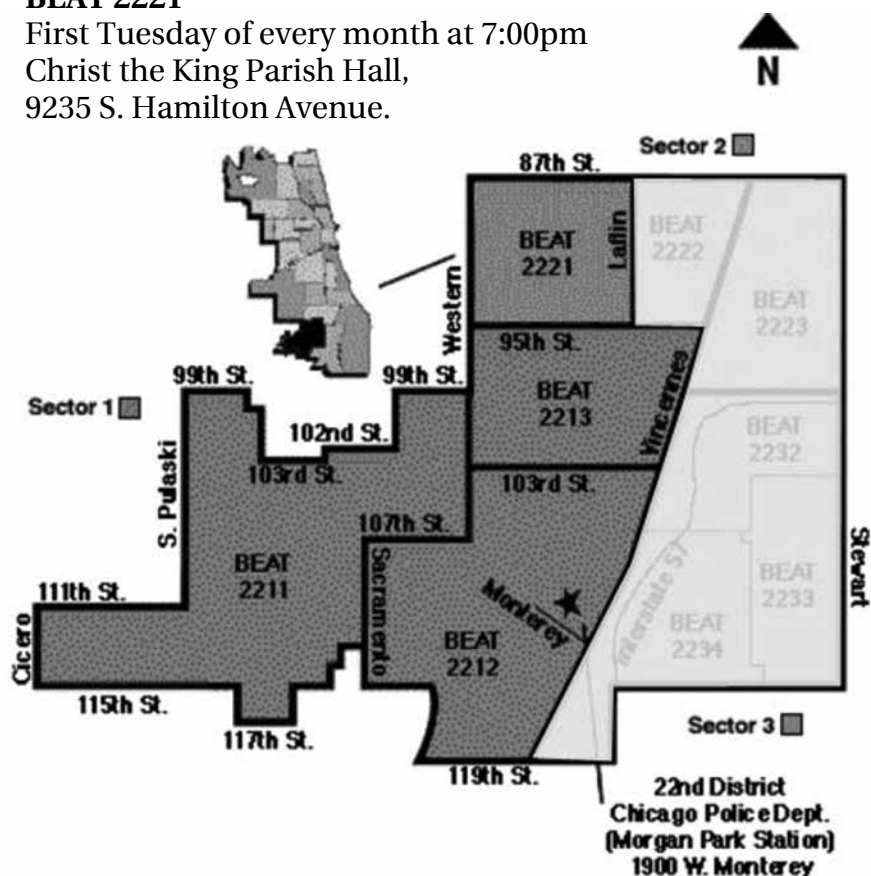 BEAT 2221
First Tuesday of every month at 7:00pm
Christ the King Parish Hall,
9235 S. Hamilton Avenue.
N
Sector 2
87th St.
BEAT
2221
Laflin
BEAT
2222
BEAT
2223
Western
95th St.
99th St.
99th St.
BEAT
2213
Vincennes
Sector 1
102nd St.
103rd St.
BEAT
2232
S. Pulaski
103rd St.
107th St.
BEAT
2211
Sacramento
Stewart
111th St.
Monterey
Interstate 57
BEAT
2233
Cicero
BEAT
2212
BEAT
2234
115th St.
117th St.
Sector 3
119th St.
22nd District
Chicago Police Dept.
(Morgan Park Station)
1900 W. Monterey